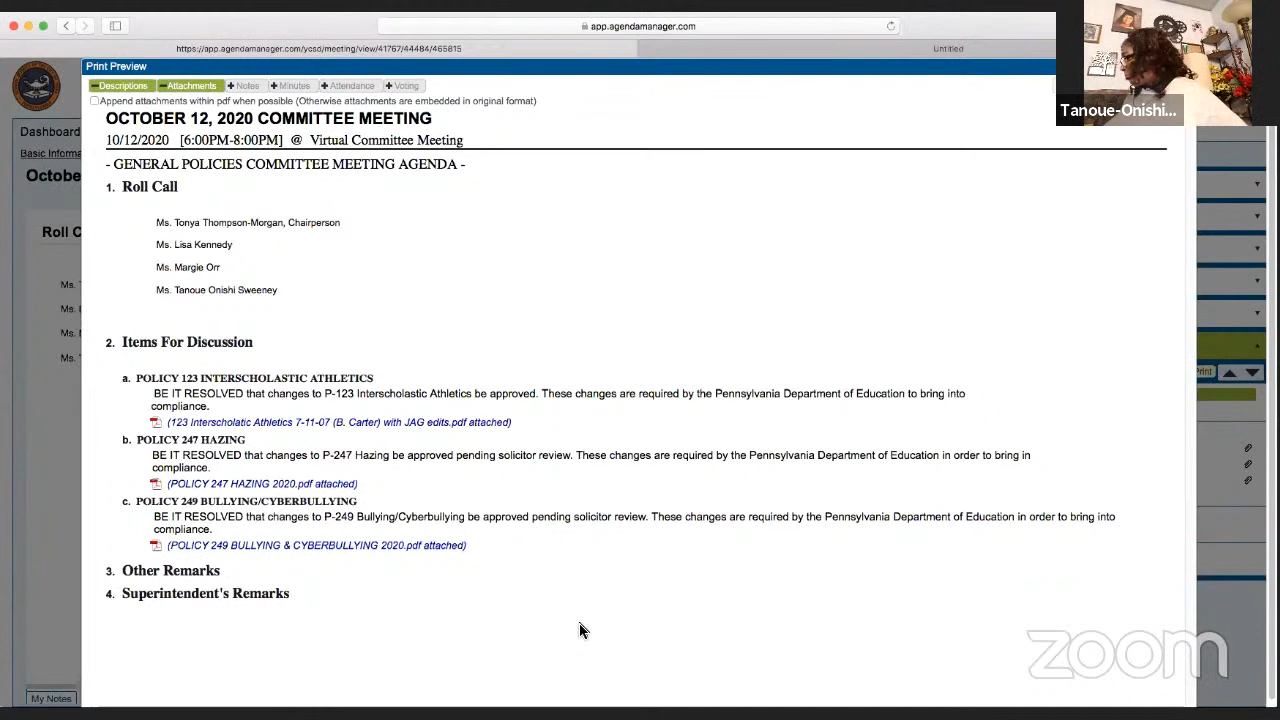 app.agendamanager.com
https://app.agendamanager.com/ycsd/meeting/view/41767/44484/465815
Untitled
Print Preview
Descriptions Attachments Notes Minutes Attendance Voting
Append attachments within pdf when possible (Otherwise attachments are embedded in original format)
Tanoue-Onishi...
OCTOBER 12, 2020 COMMITTEE MEETING
10/12/2020 [6:00PM-8:00PM] @ Virtual Committee Meeting
Dashboard
Basic Informa
- GENERAL POLICIES COMMITTEE MEETING AGENDA -
Octobe
1. Roll Call
Ms. Tonya Thompson-Morgan, Chairperson
Roll C
Ms. Lisa Kennedy
Ms. Margie Orr
Ms. Tanoue Onishi Sweeney
2. Items For Discussion
Print
a. POLICY 123 INTERSCHOLASTIC ATHLETICS
BE IT RESOLVED that changes to P-123 Interscholastic Athletics be approved. These changes are required by the Pennsylvania Department of Education to bring into
compliance.
(123 Interscholastic Athletics 7-11-07 (B. Carter) with JAG edits.pdf attached)
b. POLICY 247 HAZING
BE IT RESOLVED that changes to P-247 Hazing be approved pending solicitor review. These changes are required by the Pennsylvania Department of Education in order to bring in
compliance.
(POLICY 247 HAZING 2020.pdf attached)
c. POLICY 249 BULLYING/CYBERBULLYING
BE IT RESOLVED that changes to P-249 Bullying/Cyberbullying be approved pending solicitor review. These changes are required by the Pennsylvania Department of Education in order to bring into
compliance.
(POLICY 249 BULLYING & CYBERBULLYING 2020.pdf attached)
3. Other Remarks
4. Superintendent's Remarks
zoom
My Notes